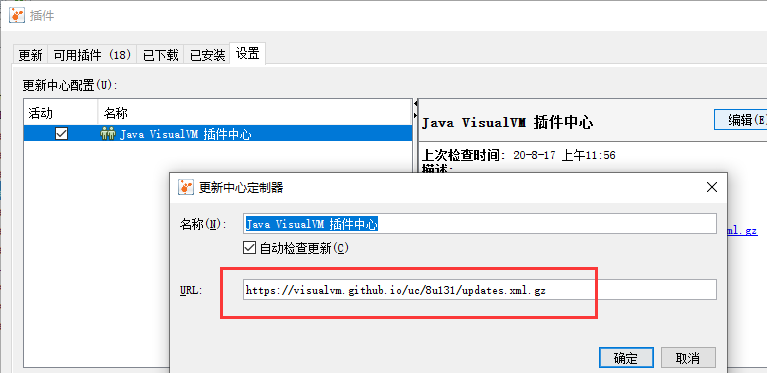 插件
更新 可用插件 (18) 已下载 已安装 设置
更新中心配置(U):
活动 名称
Java VisualVM 插件中心
Java VisualVM 插件中心 编辑(E
上次检查时间: 20-8-17 上午11:56
描述:
更新中心定制器
名称(N): Java VisualVM 插件中心
自动检查更新(C)
ml.gz
URL: https://visualvm.github.io/uc/8u131/updates.xml.gz
确定 取消